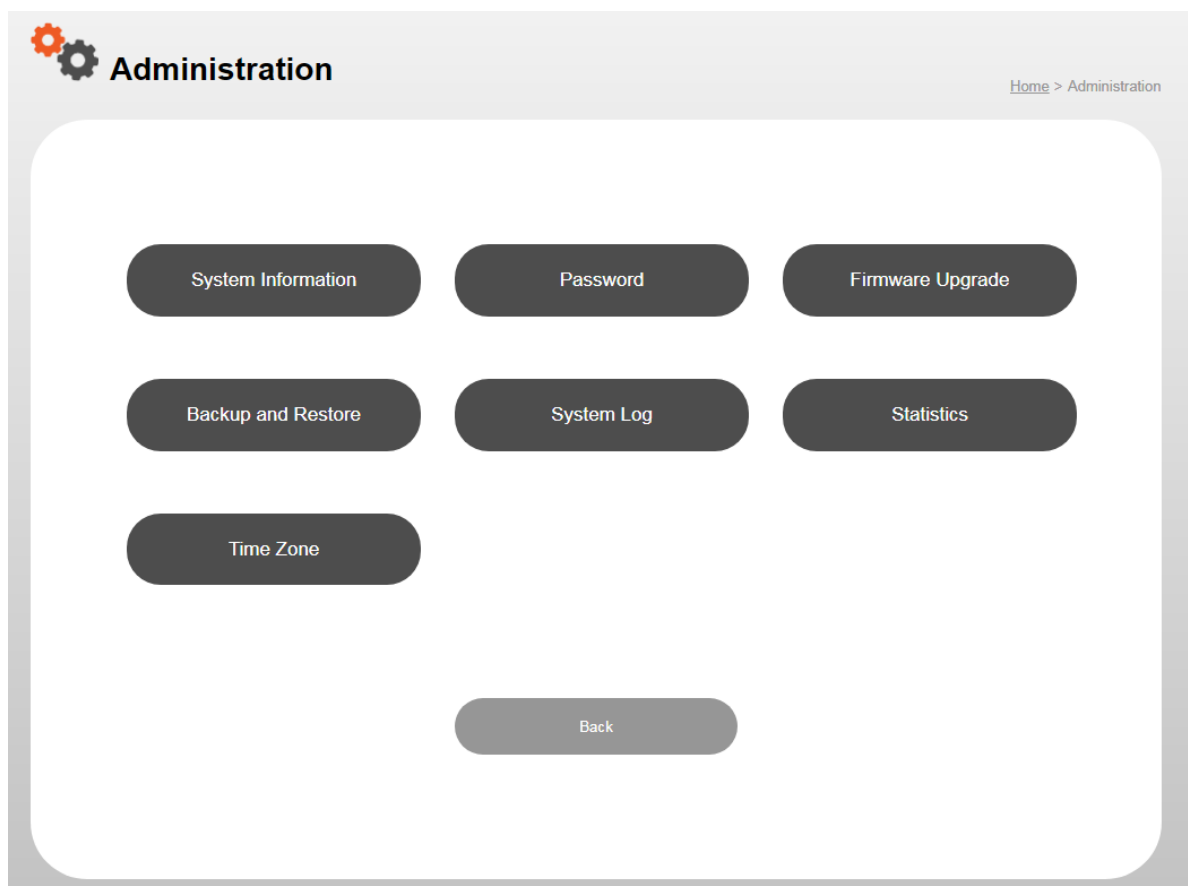 Administration
Home > Administration
System Information
Password
Firmware Upgrade
Backup and Restore
System Log
Statistics
Time Zone
Back